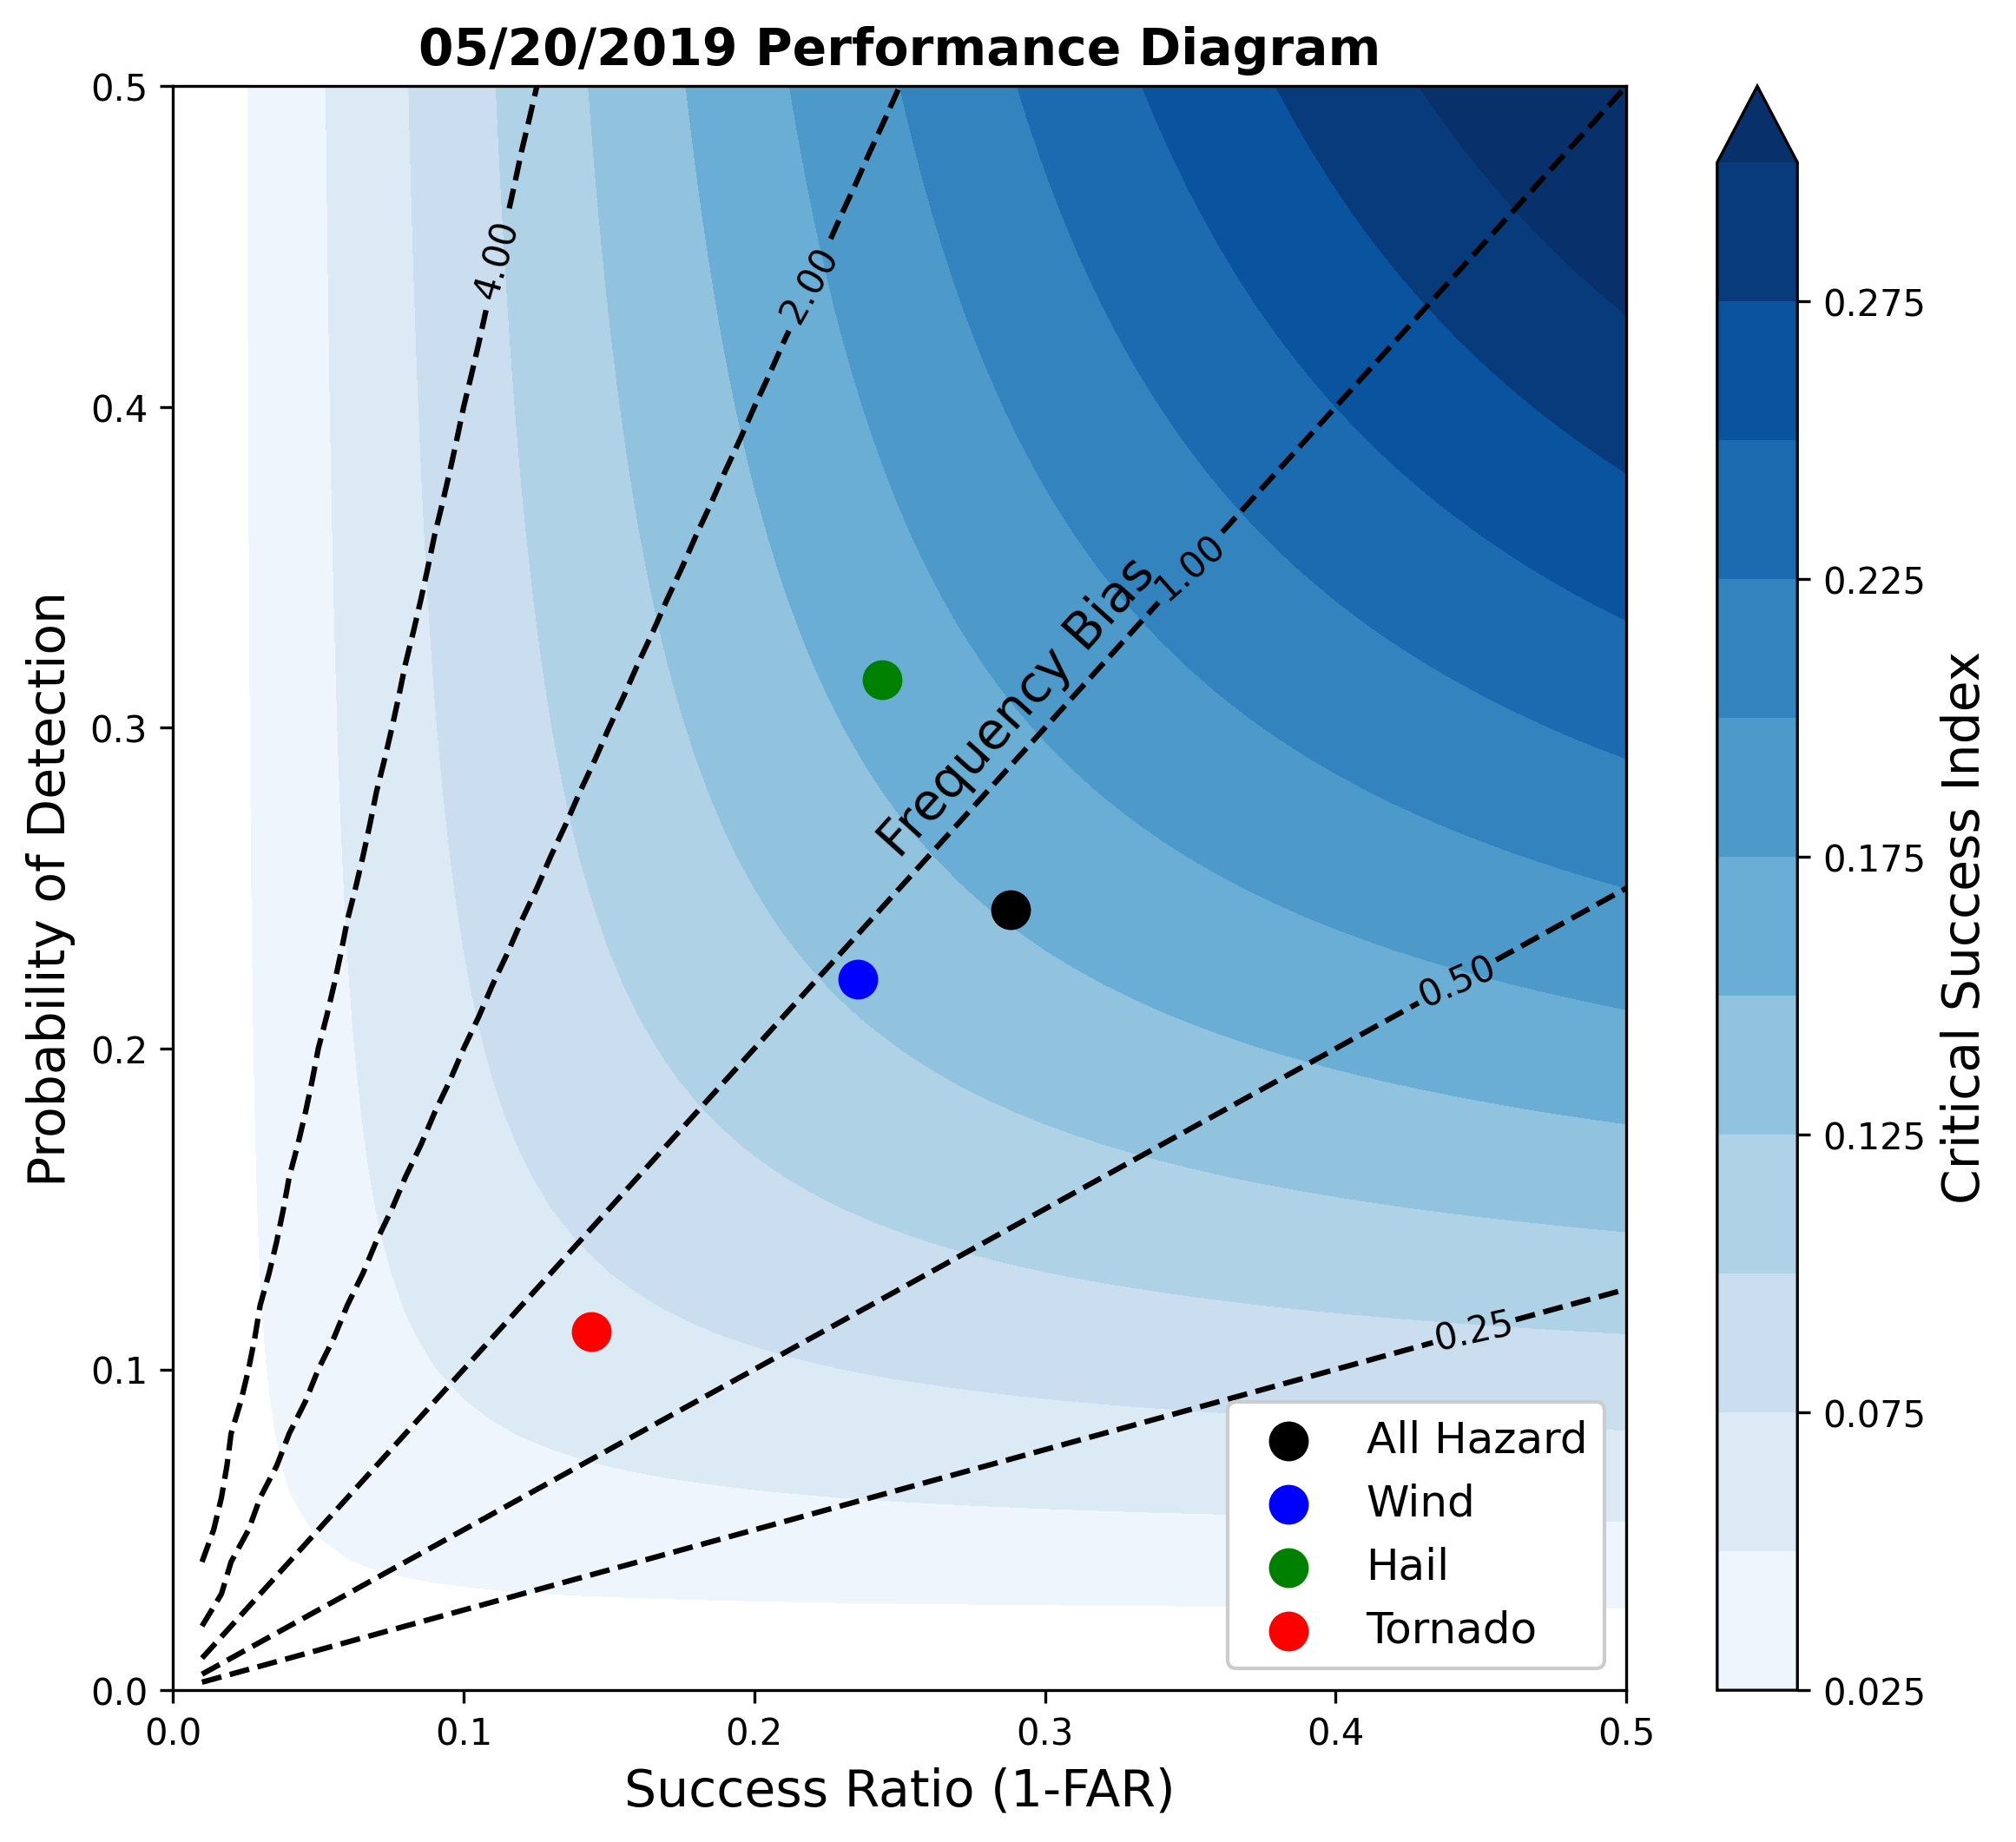 05/20/2019 Performance Diagram
0.5
0.4
0.3
0.2
0.1
0.0
Probability of Detection
0.0
0.1
0.2
0.3
0.4
0.5
Success Ratio (1-FAR)
4.00
2.00
1.00
Frequency Bias
0.50
0.25
All Hazard
Wind
Hail
Tornado
0.275
0.225
0.175
0.125
0.075
0.025
Critical Success Index